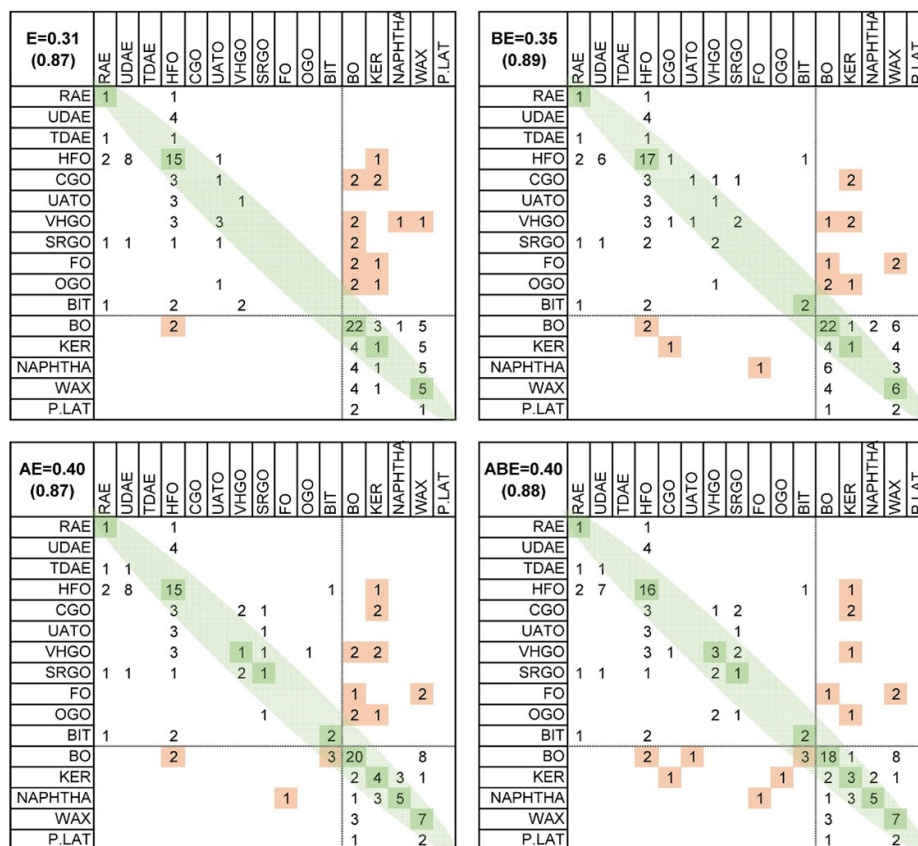 E=0.31
(0.87)
RAE UDAE TDAE HFO CGO UATO VHGO SRGO FO OGO BIT BO KER NAPHTHA WAX P.LAT
RAE 1 1
UDAE 4
TDAE 1 1
HFO 2 8 15 1 1
CGO 3 1 2 2
UATO 3 1
VHGO 3 3 2 1 1
SRGO 1 1 1 1 2
FO 2 1
OGO 1 2 1
BIT 1 2 2
BO 2 22 3 1 5
KER 4 1 5
NAPHTHA 4 1 5
WAX 4 1 5
P.LAT 2 1
BE=0.35
(0.89)
RAE UDAE TDAE HFO CGO UATO VHGO SRGO FO OGO BIT BO KER NAPHTHA WAX P.LAT
RAE 1 1
UDAE 4
TDAE 1 1
HFO 2 6 17 1 1
CGO 3 1 1 1 2
UATO 3 1
VHGO 3 1 1 2 1 2
SRGO 1 1 2 2
FO 1 2
OGO 1 2 1
BIT 1 2 2
BO 2 22 1 2 6
KER 1 4 1 4
NAPHTHA 1 6 3
WAX 4 6
P.LAT 1 2
AE=0.40
(0.87)
RAE UDAE TDAE HFO CGO UATO VHGO SRGO FO OGO BIT BO KER NAPHTHA WAX P.LAT
RAE 1 1
UDAE 4
TDAE 1 1
HFO 2 8 15 1 1
CGO 3 2 1 2
UATO 3 1
VHGO 3 1 1 1 2 2
SRGO 1 1 1 2 1
FO 1 2
OGO 1 2 1
BIT 1 2 2
BO 2 3 20 8
KER 2 4 3 1
NAPHTHA 1 1 3 5
WAX 3 7
P.LAT 1 2
ABE=0.40
(0.88)
RAE UDAE TDAE HFO CGO UATO VHGO SRGO FO OGO BIT BO KER NAPHTHA WAX P.LAT
RAE 1 1
UDAE 4
TDAE 1 1
HFO 2 7 16 1 1
CGO 3 1 2 2
UATO 3 1
VHGO 3 1 3 2 1
SRGO 1 1 1 2 1
FO 1 2
OGO 2 1 1
BIT 1 2 2
BO 2 1 3 18 1 8
KER 1 1 2 3 2 1
NAPHTHA 1 1 3 5
WAX 3 7
P.LAT 1 2